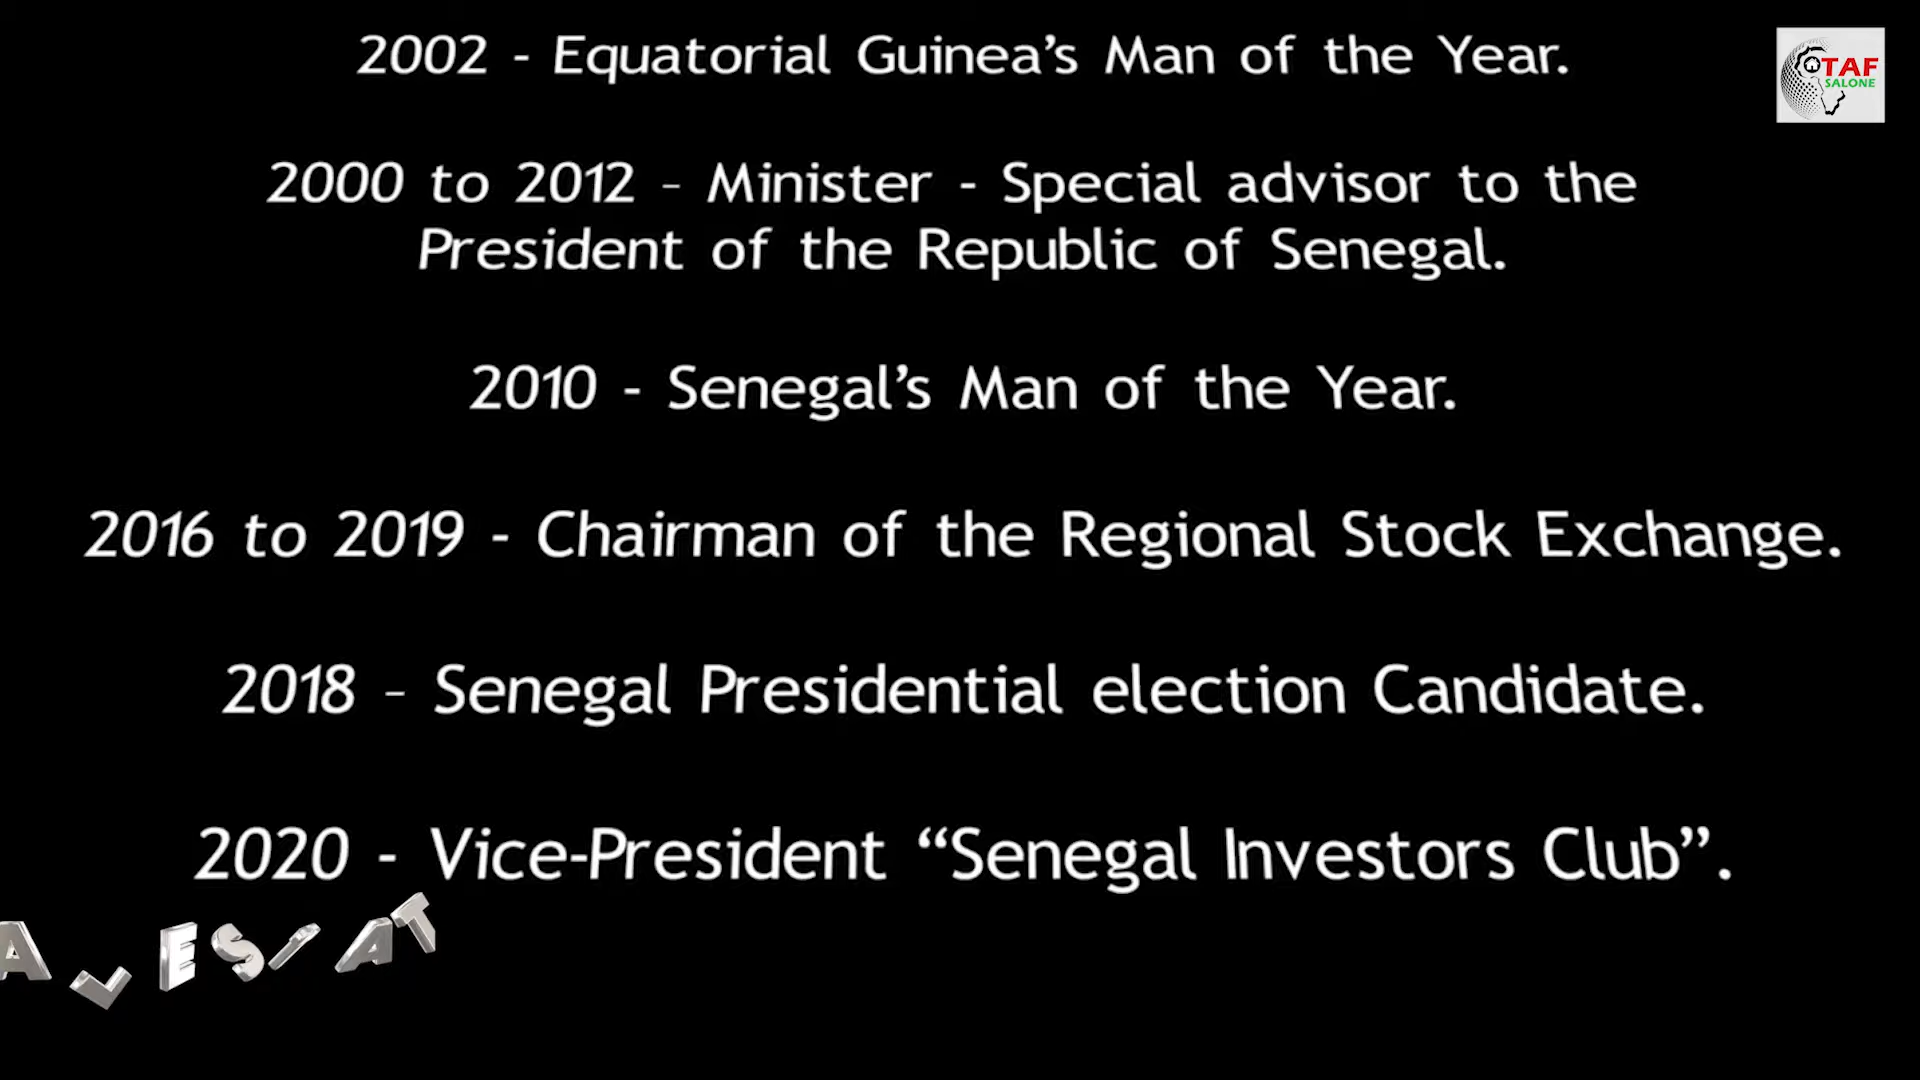 2002 - Equatorial Guinea’s Man of the Year.
TAF
SALONE
2000 to 2012 – Minister - Special advisor to the
President of the Republic of Senegal.
2010 - Senegal’s Man of the Year.
2016 to 2019 - Chairman of the Regional Stock Exchange.
2018 – Senegal Presidential election Candidate.
2020 - Vice-President “Senegal Investors Club”.